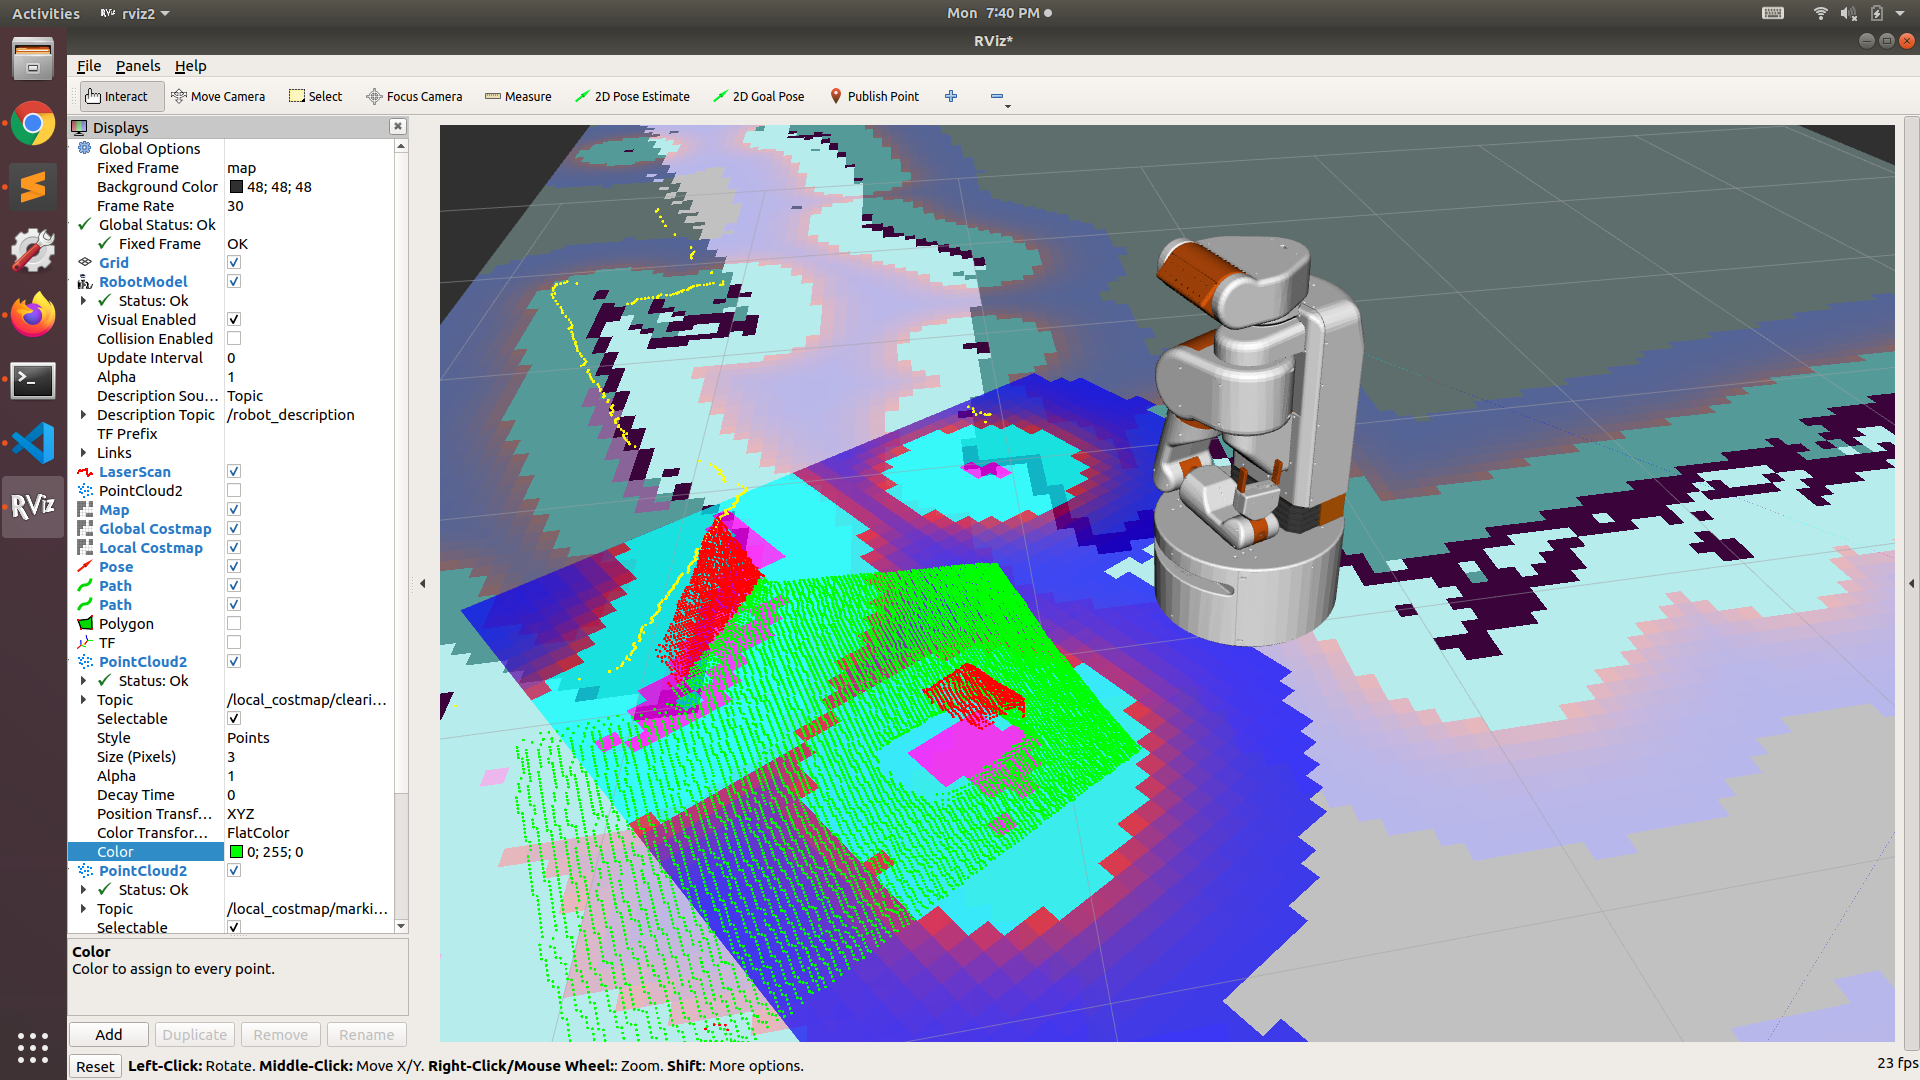 Activities
RViz rviz2
Mon 7:40 PM
RViz*
File Panels Help
Interact Move Camera Select Focus Camera Measure 2D Pose Estimate 2D Goal Pose Publish Point
Displays
Global Options
Fixed Frame map
Background Color 48; 48; 48
Frame Rate 30
Global Status: Ok
Fixed Frame OK
Grid
RobotModel
Status: Ok
Visual Enabled
Collision Enabled
Update Interval 0
Alpha 1
Description Sou... Topic
Description Topic /robot_description
TF Prefix
Links
LaserScan
PointCloud2
Map
Global Costmap
Local Costmap
Pose
Path
Path
Polygon
TF
PointCloud2
Status: Ok
Topic /local_costmap/cleari...
Selectable
Style Points
Size (Pixels) 3
Alpha 1
Decay Time 0
Position Transf... XYZ
Color Transfor... FlatColor
Color 0; 255; 0
PointCloud2
Status: Ok
Topic /local_costmap/marki...
Selectable
Color
Color to assign to every point.
Add Duplicate Remove Rename
Reset Left-Click: Rotate. Middle-Click: Move X/Y. Right-Click/Mouse Wheel:: Zoom. Shift: More options.
23 fps
RViz